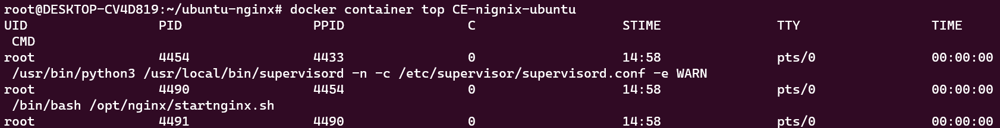 root@DESKTOP-CV4D819:~/ubuntu-nginx# docker container top CE-nignix-ubuntu
UID PID PPID C STIME TTY TIME
CMD
root 4454 4433 0 14:58 pts/0 00:00:00
/usr/bin/python3 /usr/local/bin/supervisord -n -c /etc/supervisor/supervisord.conf -e WARN
root 4490 4454 0 14:58 pts/0 00:00:00
/bin/bash /opt/nginx/startnginx.sh
root 4491 4490 0 14:58 pts/0 00:00:00